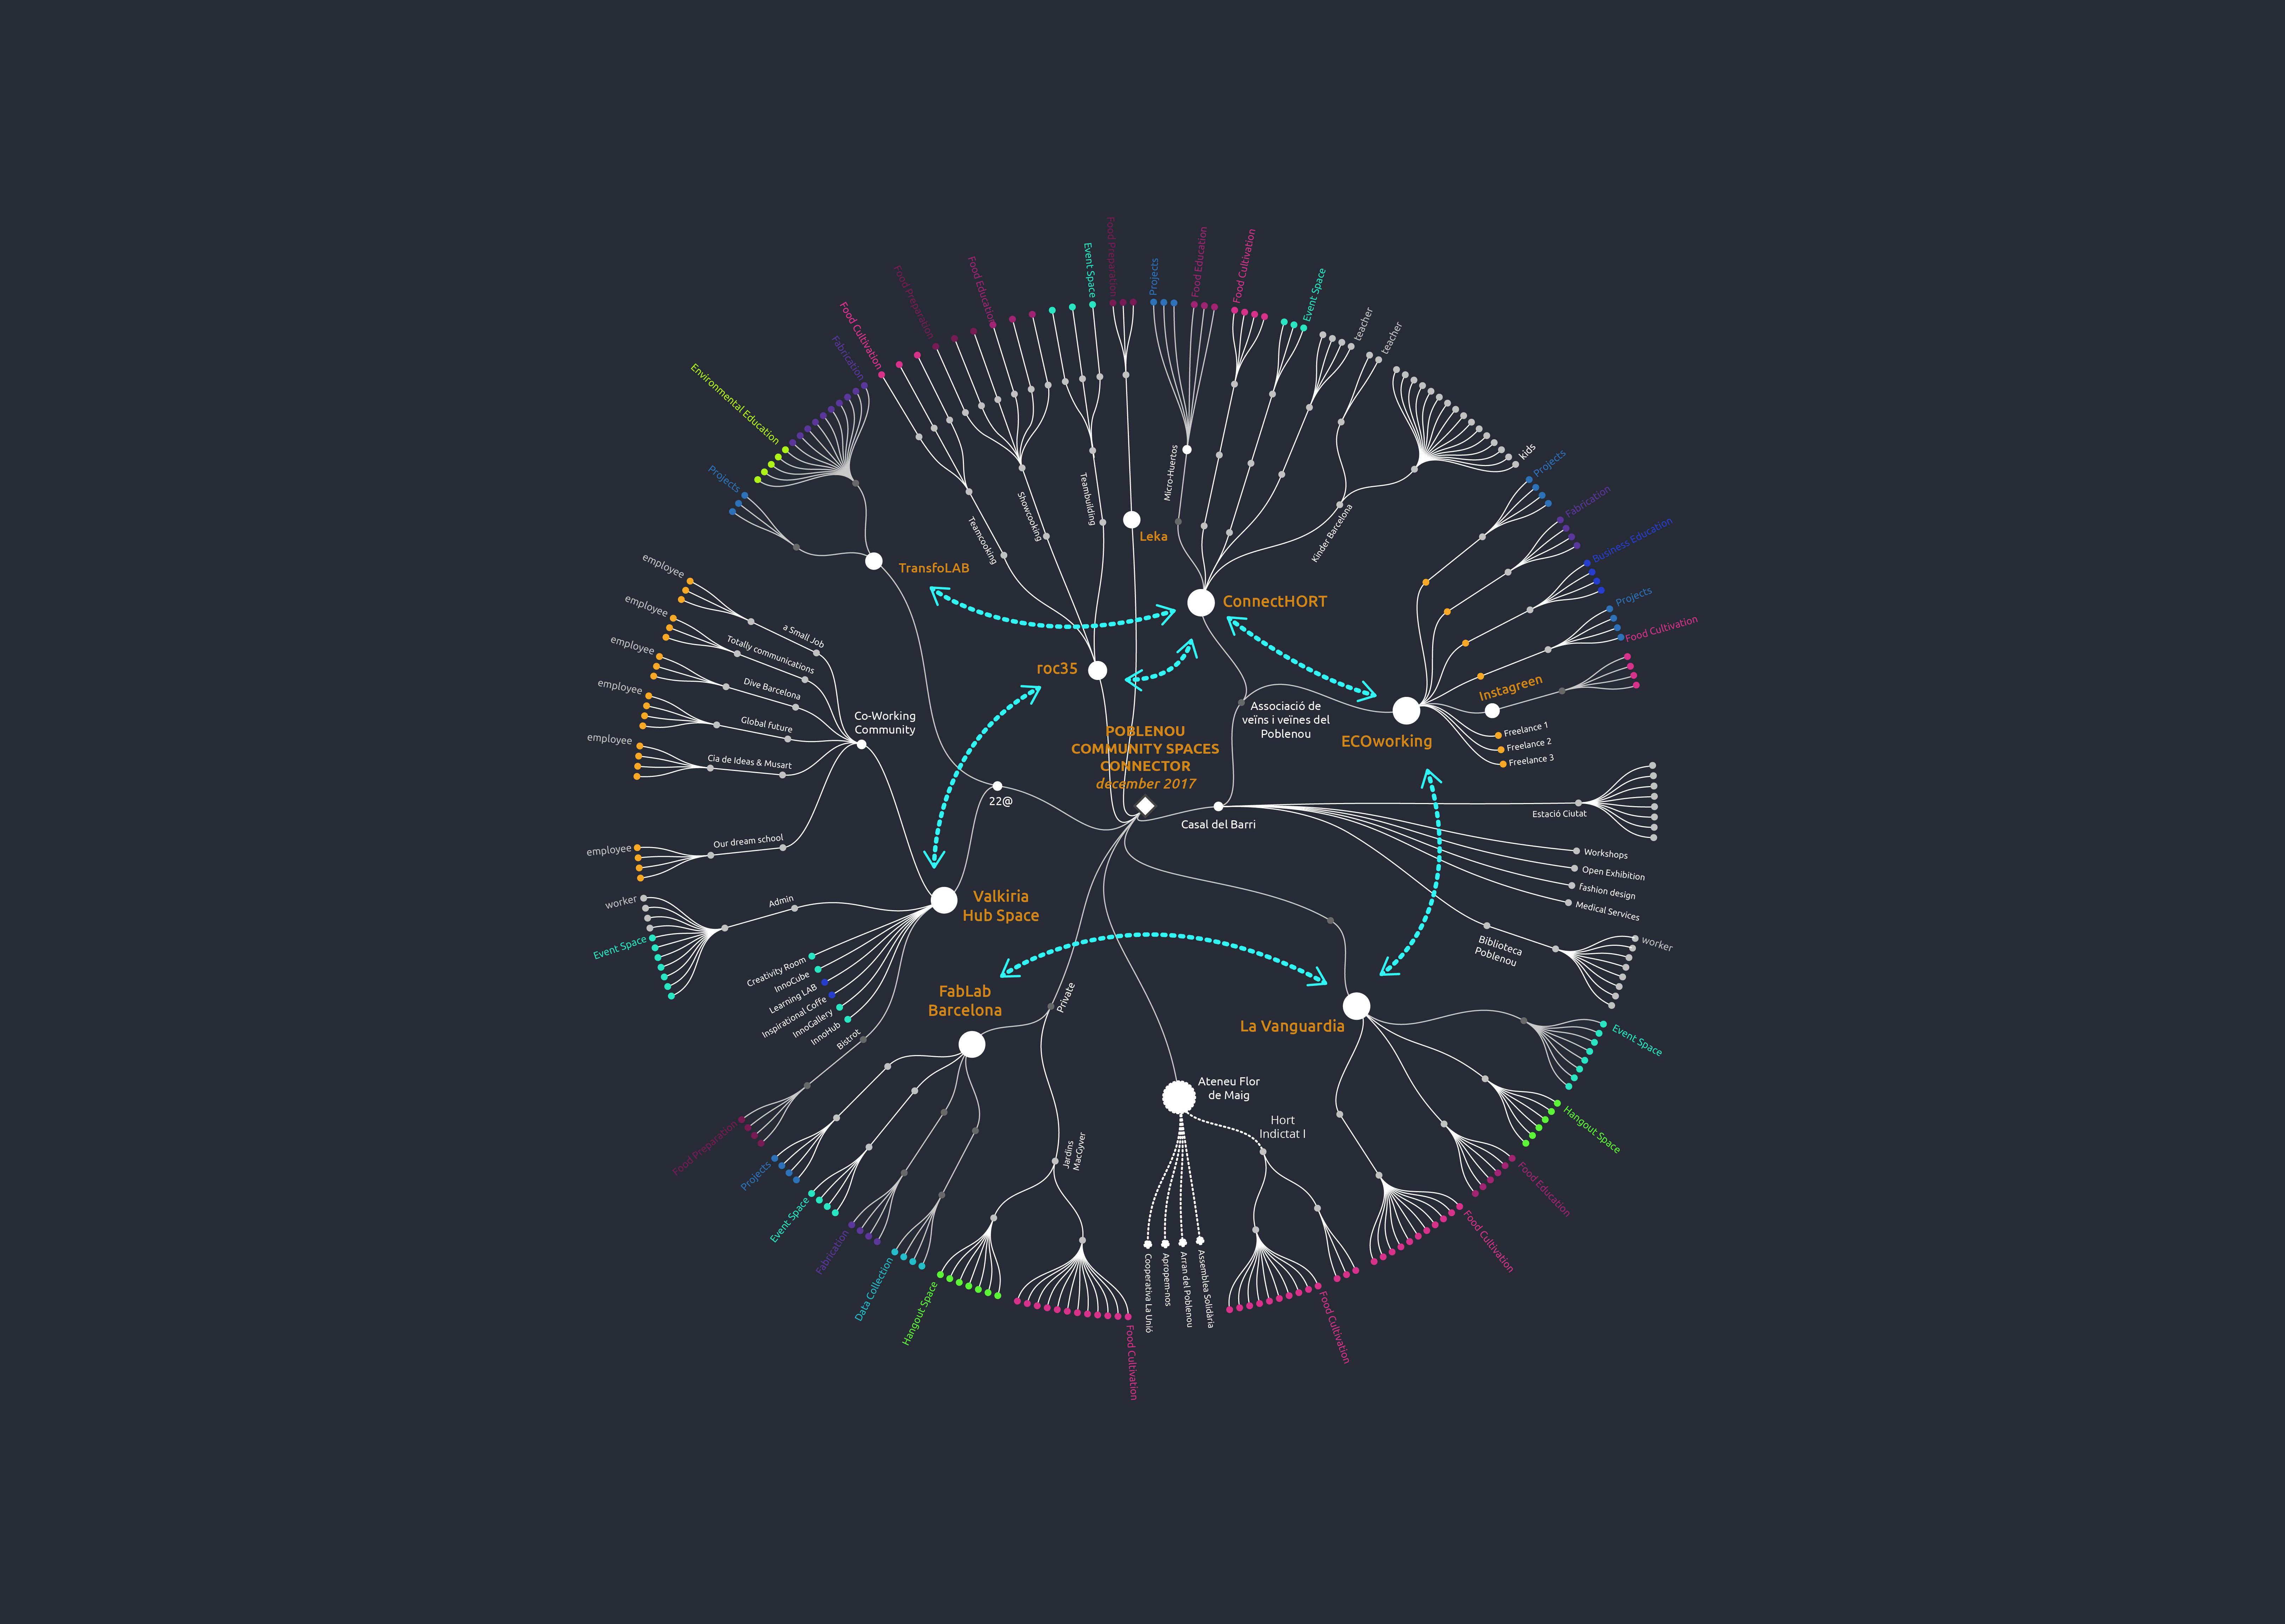 POBLENOU
COMMUNITY SPACES
CONNECTOR
december 2017
Food Preparation
Projects
Food Education
Food Cultivation
Event Space
teacher
teacher
kids
Micro-Huertos
Kinder Barcelona
ConnectHORT
Leka
Event Space
Food Education
Food Preparation
Food Cultivation
Teambuilding
Showcooking
Teamcooking
roc35
Fabrication
Environmental Education
Projects
TransfoLAB
Projects
Fabrication
Business Education
Projects
Food Cultivation
Instagreen
Freelance 1
Freelance 2
Freelance 3
ECOworking
Associació de
veïns i veïnes del
Poblenou
Casal del Barri
Estació Ciutat
Workshops
Open Exhibition
fashion design
Medical Services
Biblioteca
Poblenou
worker
22@
employee
a Small Job
employee
Totally communications
employee
Dive Barcelona
employee
Global future
employee
Cia de Ideas & Musart
Co-Working
Community
employee
Our dream school
worker
Admin
Event Space
Valkiria
Hub Space
Creativity Room
InnoCube
Learning LAB
Inspirational Coffe
InnoGallery
InnoHub
Bistrot
Food Preparation
FabLab
Barcelona
Private
Projects
Event Space
Fabrication
Data Collection
Hangout Space
Jardins
MacGyver
Food Cultivation
Ateneu Flor
de Maig
Hort
Indictat I
Cooperativa La Unió
Apropem-nos
Arran del Poblenou
Assemblea Solidària
Food Cultivation
La Vanguardia
Event Space
Hangout Space
Food Education
Food Cultivation